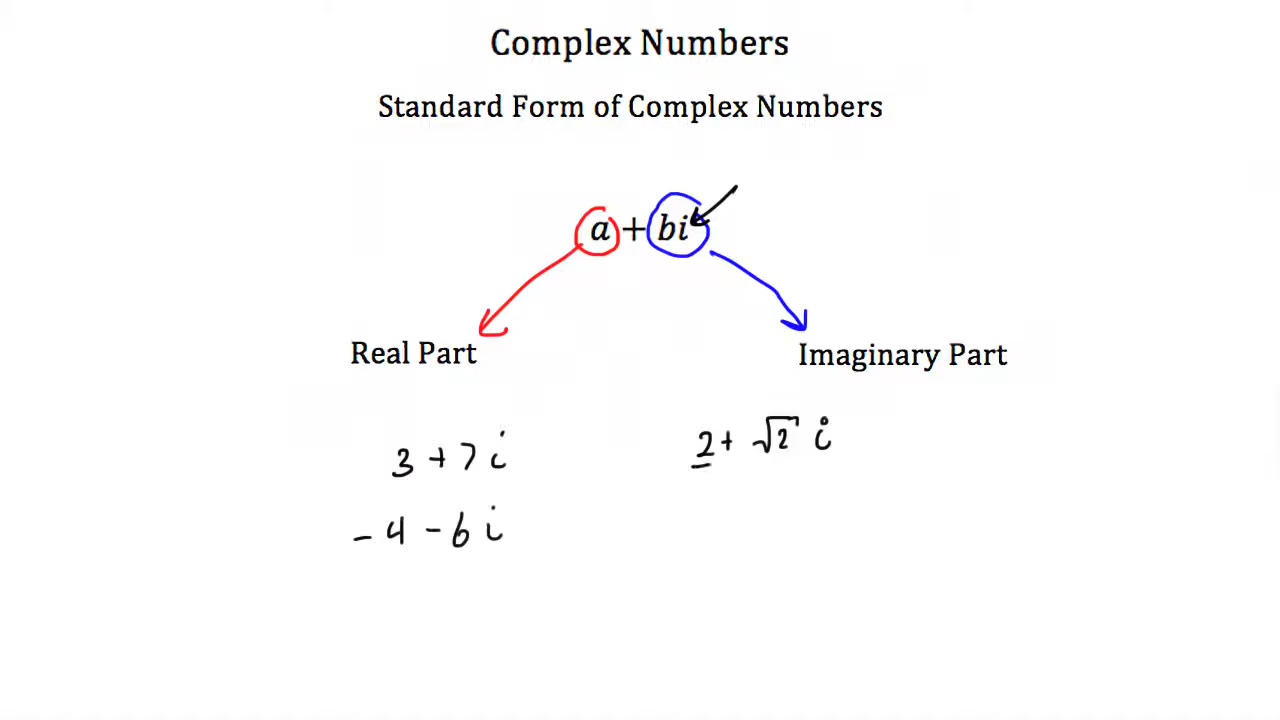 Complex Numbers
Standard Form of Complex Numbers
a + bi
Real Part
Imaginary Part
3 + 7i
2 + √2 i
-4 - 6i